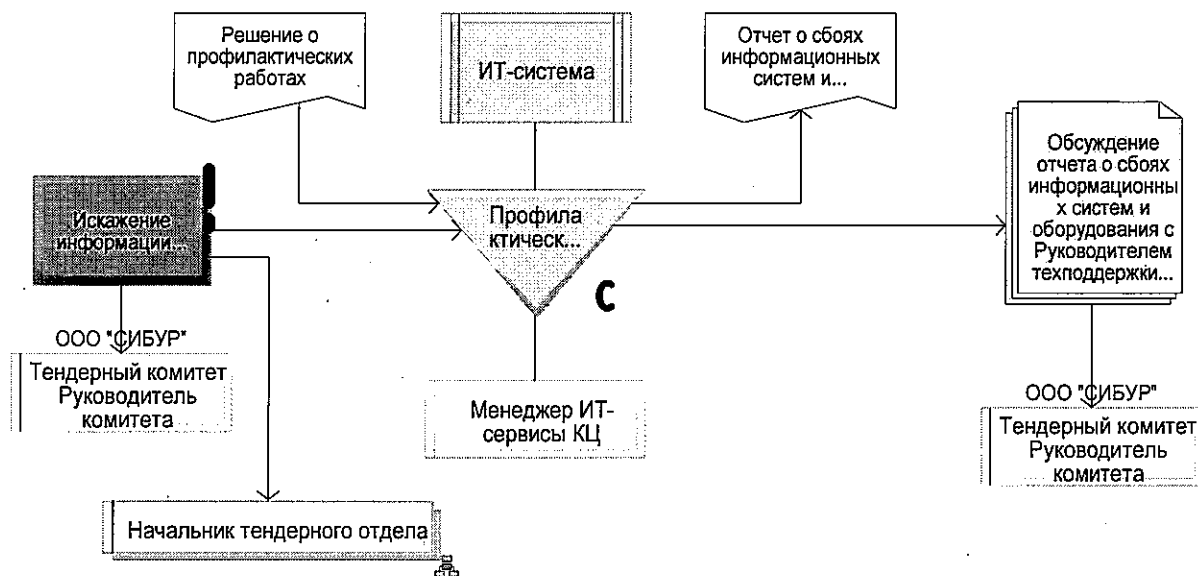 Решение о
профилактических
работах
ИТ-система
Отчет о сбоях
информационных
систем и...
Искажение
информации...
Профила
ктическ...
С
Обсуждение
отчета о сбоях
информационны
х систем и
оборудования с
Руководителем
техподдержки...
ООО "СИБУР"
Тендерный комитет
Руководитель
комитета
Менеджер ИТ-
сервисы КЦ
ООО "СИБУР"
Тендерный комитет
Руководитель
комитета
Начальник тендерного отдела